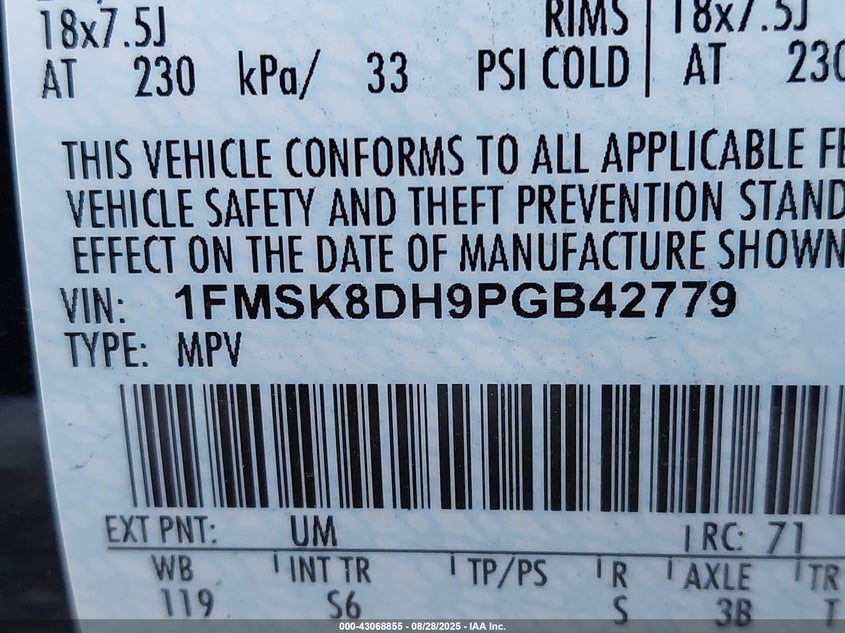 18x7.5J RIMS 18x7.5J
AT 230 kPa/ 33 PSI COLD AT 230
THIS VEHICLE CONFORMS TO ALL APPLICABLE FE
VEHICLE SAFETY AND THEFT PREVENTION STAND
EFFECT ON THE DATE OF MANUFACTURE SHOWN
VIN: 1FMSK8DH9PGB42779
TYPE: MPV
EXT PNT: UM RC: 71
WB INT TR TP/PS R AXLE TR
119 S6 S 3B T
000-43068855 - 08/28/2025 - IAA Inc.